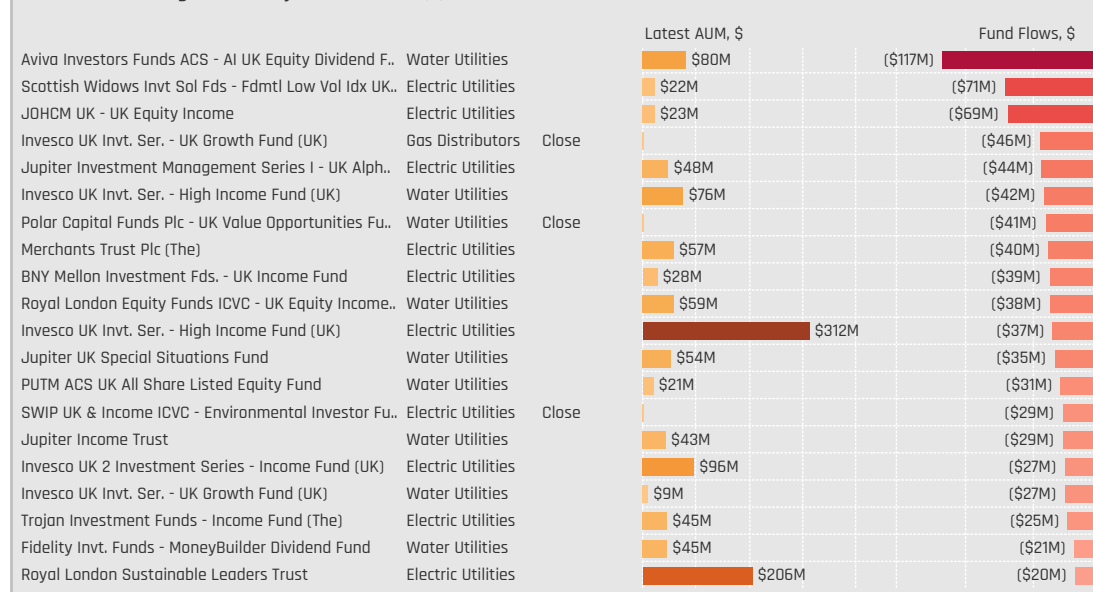 Latest AUM, $ Fund Flows, $
Aviva Investors Funds ACS - AI UK Equity Dividend F.. Water Utilities $80M ($117M)
Scottish Widows Invt Sol Fds - Fdmtl Low Vol Idx UK.. Electric Utilities $22M ($71M)
JOHCM UK - UK Equity Income Electric Utilities $23M ($69M)
Invesco UK Invt. Ser. - UK Growth Fund (UK) Gas Distributors Close ($46M)
Jupiter Investment Management Series I - UK Alph.. Electric Utilities $48M ($44M)
Invesco UK Invt. Ser. - High Income Fund (UK) Water Utilities $76M ($42M)
Polar Capital Funds Plc - UK Value Opportunities Fu.. Water Utilities Close ($41M)
Merchants Trust Plc (The) Electric Utilities $57M ($40M)
BNY Mellon Investment Fds. - UK Income Fund Electric Utilities $28M ($39M)
Royal London Equity Funds ICVC - UK Equity Income.. Water Utilities $59M ($38M)
Invesco UK Invt. Ser. - High Income Fund (UK) Electric Utilities $312M ($37M)
Jupiter UK Special Situations Fund Water Utilities $54M ($35M)
PUTM ACS UK All Share Listed Equity Fund Water Utilities $21M ($31M)
SWIP UK & Income ICVC - Environmental Investor Fu.. Electric Utilities Close ($29M)
Jupiter Income Trust Water Utilities $43M ($29M)
Invesco UK 2 Investment Series - Income Fund (UK) Electric Utilities $96M ($27M)
Invesco UK Invt. Ser. - UK Growth Fund (UK) Water Utilities $9M ($27M)
Trojan Investment Funds - Income Fund (The) Electric Utilities $45M ($25M)
Fidelity Invt. Funds - MoneyBuilder Dividend Fund Water Utilities $45M ($21M)
Royal London Sustainable Leaders Trust Electric Utilities $206M ($20M)